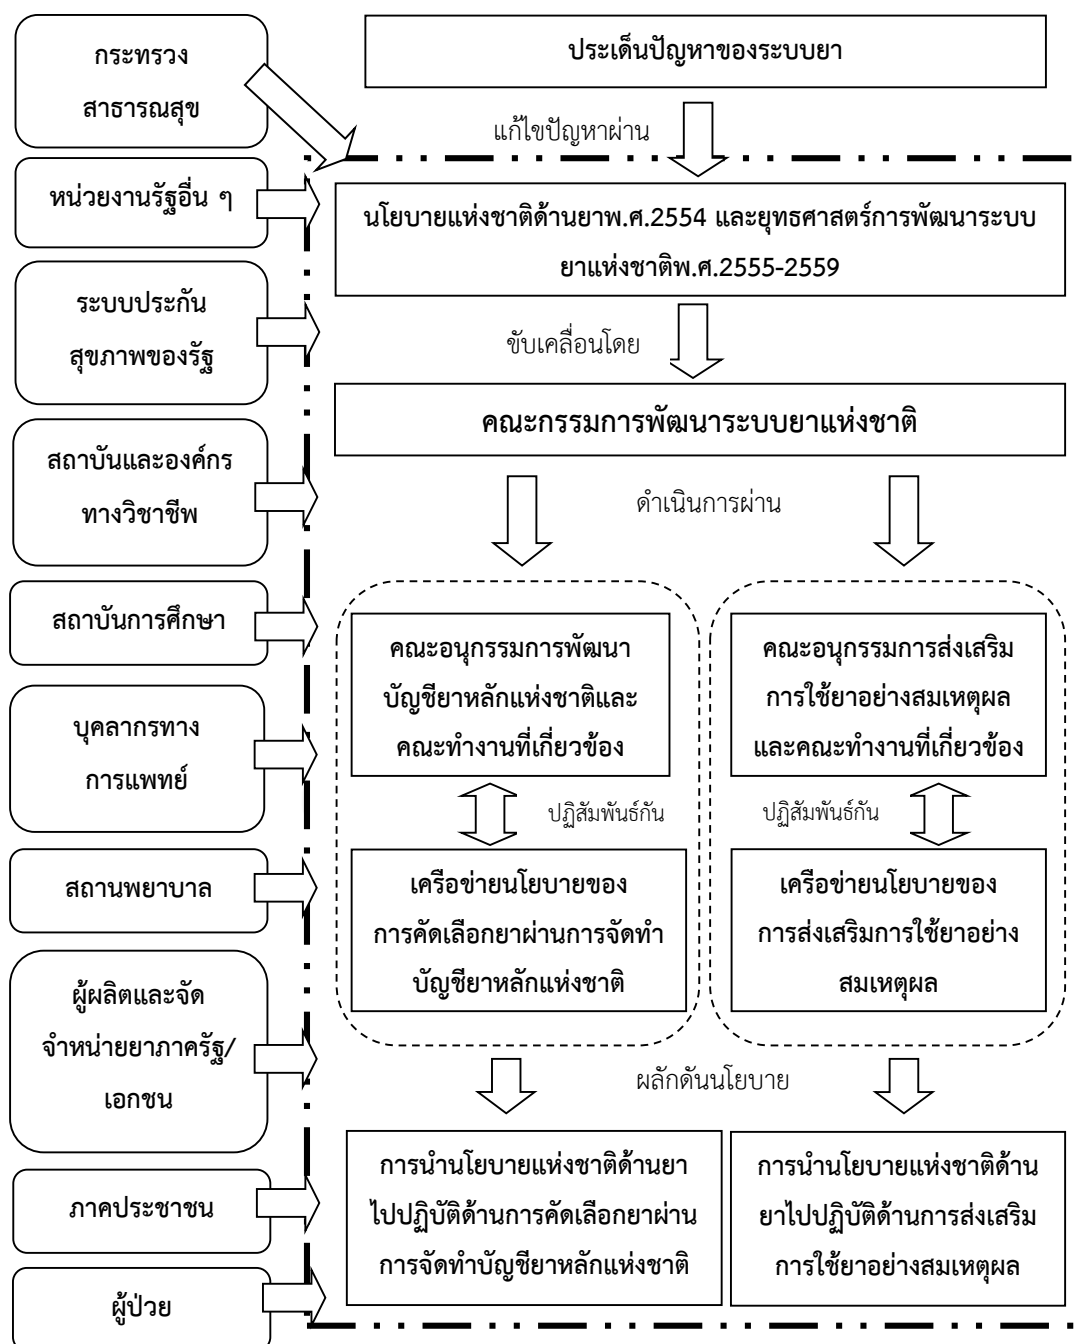 กระทรวง
สาธารณสุข
หน่วยงานรัฐอื่น ๆ
ระบบประกัน
สุขภาพของรัฐ
สถาบันและองค์กร
ทางวิชาชีพ
สถาบันการศึกษา
บุคลากรทาง
การแพทย์
สถานพยาบาล
ผู้ผลิตและจัด
จำหน่ายยาภาครัฐ/
เอกชน
ภาคประชาชน
ผู้ป่วย
ประเด็นปัญหาของระบบยา
แก้ไขปัญหาผ่าน
นโยบายแห่งชาติด้านยาพ.ศ.2554 และยุทธศาสตร์การพัฒนาระบบ
ยาแห่งชาติพ.ศ.2555-2559
ขับเคลื่อนโดย
คณะกรรมการพัฒนาระบบยาแห่งชาติ
ดำเนินการผ่าน
คณะอนุกรรมการพัฒนา
บัญชียาหลักแห่งชาติและ
คณะทำงานที่เกี่ยวข้อง
ปฏิสัมพันธ์กัน
เครือข่ายนโยบายของ
การคัดเลือกยาผ่านการจัดทำ
บัญชียาหลักแห่งชาติ
คณะอนุกรรมการส่งเสริม
การใช้ยาอย่างสมเหตุผล
และคณะทำงานที่เกี่ยวข้อง
ปฏิสัมพันธ์กัน
เครือข่ายนโยบายของ
การส่งเสริมการใช้ยาอย่าง
สมเหตุผล
ผลักดันนโยบาย
การนำนโยบายแห่งชาติด้านยา
ไปปฏิบัติด้านการคัดเลือกยาผ่าน
การจัดทำบัญชียาหลักแห่งชาติ
การนำนโยบายแห่งชาติด้าน
ยาไปปฏิบัติด้านการส่งเสริม
การใช้ยาอย่างสมเหตุผล